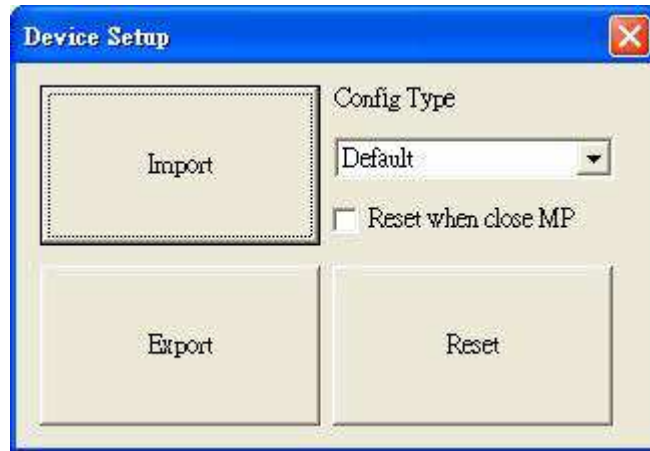 Device Setup
Import
Config Type
Default
Reset when close MP
Export
Reset